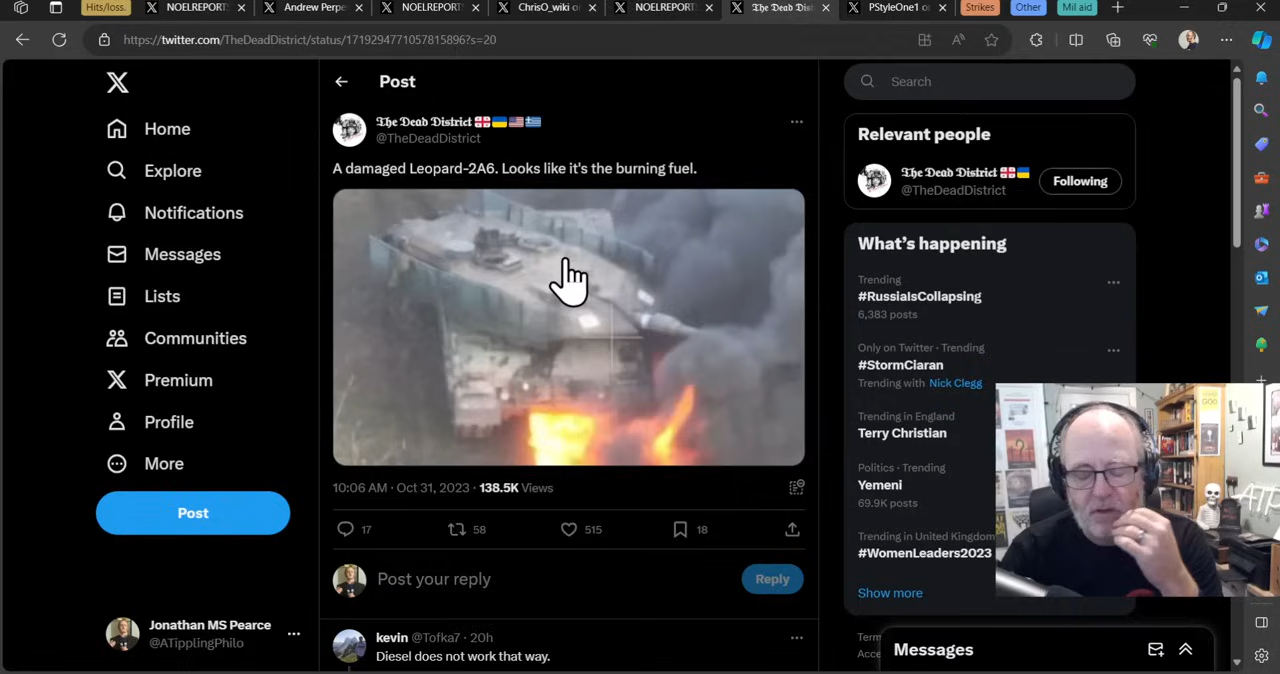 Hits/loss.
NOELREPORT
Andrew Perpe
NOELREPORT
ChrisO_wiki o
NOELREPORT
The Dead Dis
PStyleOne1 o
Strikes
Other
Mil aid
https://twitter.com/TheDeadDistrict/status/1719294771057815896?s=20
Home
Explore
Notifications
Messages
Lists
Communities
Premium
Profile
More
Post
Jonathan MS Pearce
@ATipplingPhilo
Post
The Dead District
@TheDeadDistrict
A damaged Leopard-2A6. Looks like it's the burning fuel.
10:06 AM · Oct 31, 2023 · 138.5K Views
17
58
515
18
Post your reply
Reply
kevin @Tofka7 · 20h
Diesel does not work that way.
Search
Relevant people
The Dead District
@TheDeadDistrict
Following
What's happening
Trending
#RussiaIsCollapsing
6,383 posts
Only on Twitter · Trending
#StormCiaran
Trending with Nick Clegg
Trending in England
Terry Christian
Politics · Trending
Yemeni
69.9K posts
Trending in United Kingdom
#WomenLeaders2023
Show more
Term
Acce
Messages
ATP